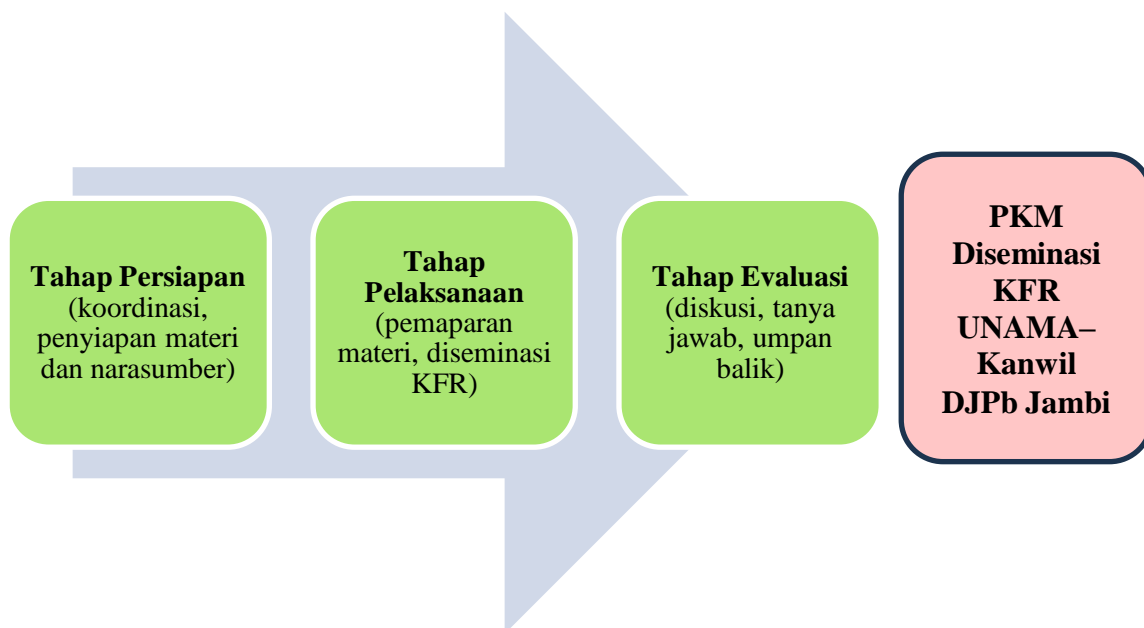 Tahap Persiapan
(koordinasi,
penyiapan materi
dan narasumber)
Tahap
Pelaksanaan
(pemaparan
materi, diseminasi
KFR)
Tahap Evaluasi
(diskusi, tanya
jawab, umpan
balik)
PKM
Diseminasi
KFR
UNAMA–
Kanwil
DJPb Jambi